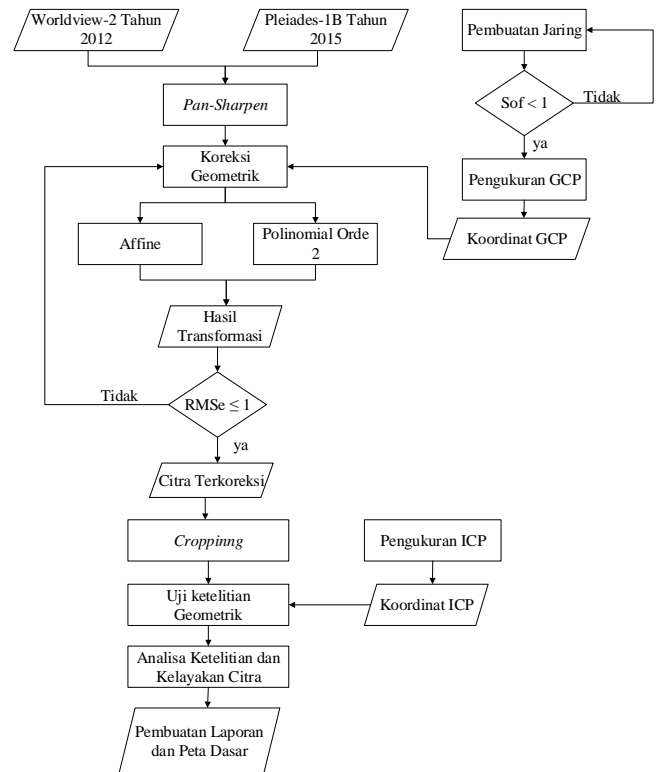 Worldview-2 Tahun
2012
Pleiades-1B Tahun
2015
Pan-Sharpen
Koreksi
Geometrik
Affine
Polinomial Orde
2
Hasil
Transformasi
Tidak
RMSe ≤ 1
ya
Citra Terkoreksi
Croppinng
Uji ketelitian
Geometrik
Analisa Ketelitian dan
Kelayakan Citra
Pembuatan Laporan
dan Peta Dasar
Pembuatan Jaring
Sof < 1
Tidak
ya
Pengukuran GCP
Koordinat GCP
Pengukuran ICP
Koordinat ICP